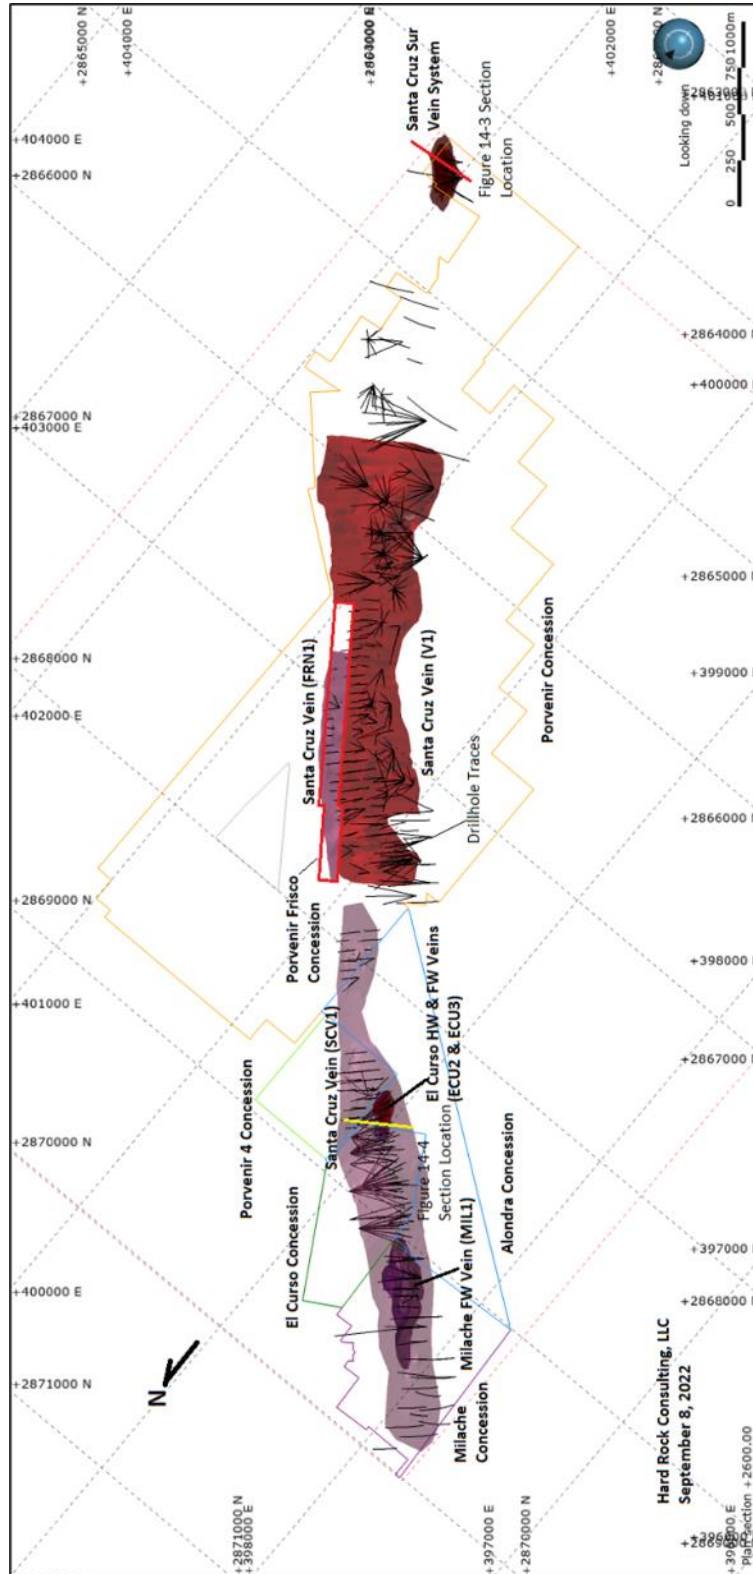 +2865000 N
+404000 E
+402000 E
+404000 E
+2866000 N
Santa Cruz Sur
Vein System
Figure 14-3 Section
Location
Looking down
0 250 500 750 1000m
+2867000 N
+403000 E
+2864000
+400000
+2865000 N
+2868000 N
+402000 E
Santa Cruz Vein (FRN1)
Santa Cruz Vein (V1)
Porvenir Concession
+399000 E
Drillhole Traces
+2866000 N
+2869000 N
Porvenir Frisco
Concession
+401000 E
+398000 E
El Curso HW & FW Veins
(ECU2 & ECU3)
Santa Cruz Vein (SCV1)
+2867000 N
+2870000 N
Porvenir 4 Concession
Figure 14-4
Section Location
Alondra Concession
El Curso Concession
+400000 E
Milache FW Vein (MIL1)
+397000 E
+2868000 N
+2871000 N
N
Milache
Concession
Hard Rock Consulting, LLC
September 8, 2022
+2871000 N
+398000 E
+397000 E
+2870000 N
Plan section +2600.00